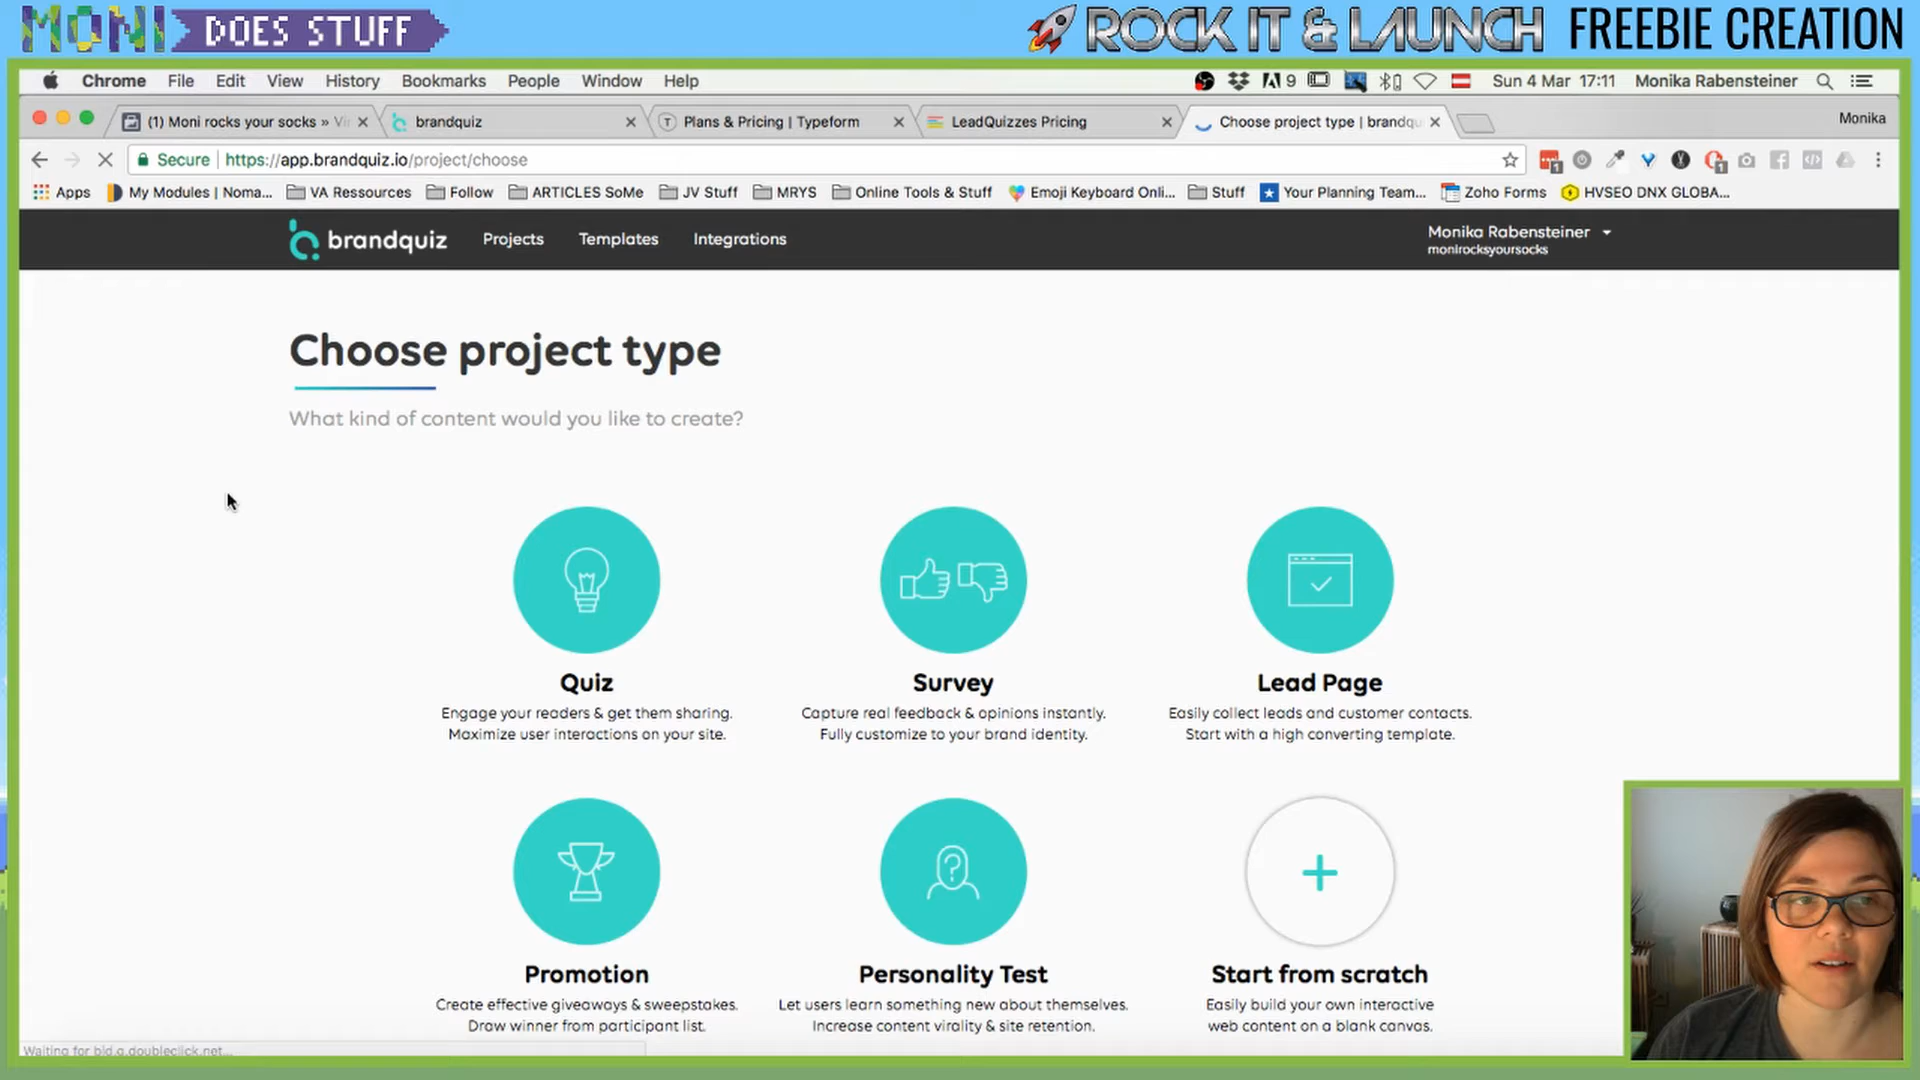 MONI DOES STUFF
ROCK IT & LAUNCH FREEBIE CREATION
Chrome File Edit View History Bookmarks People Window Help
9 Sun 4 Mar 17:11 Monika Rabensteiner
(1) Moni rocks your socks » Vi
brandquiz
Plans & Pricing | Typeform
LeadQuizzes Pricing
Choose project type | brandqu
Monika
Secure https://app.brandquiz.io/project/choose
Apps My Modules | Noma... VA Ressources Follow ARTICLES SoMe JV Stuff MRYS Online Tools & Stuff Emoji Keyboard Onli... Stuff Your Planning Team... Zoho Forms HVSEO DNX GLOBA...
brandquiz Projects Templates Integrations
Monika Rabensteiner
monirocksyoursocks
Choose project type
What kind of content would you like to create?
Quiz
Engage your readers & get them sharing.
Maximize user interactions on your site.
Survey
Capture real feedback & opinions instantly.
Fully customize to your brand identity.
Lead Page
Easily collect leads and customer contacts.
Start with a high converting template.
Promotion
Create effective giveaways & sweepstakes.
Draw winner from participant list.
Personality Test
Let users learn something new about themselves.
Increase content virality & site retention.
Start from scratch
Easily build your own interactive
web content on a blank canvas.
Waiting for bid.g.doubleclick.net...